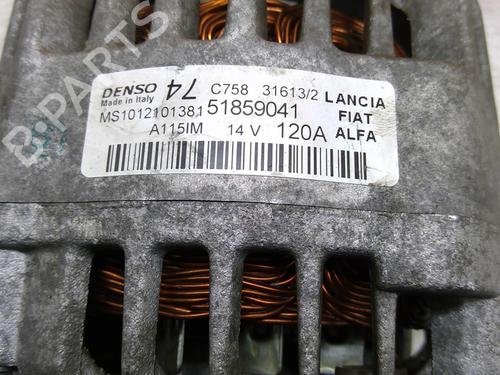 DENSO 74 C758 31613/2 LANCIA
Made in Italy
MS1012101381 51859041 FIAT
A115IM 14 V 120A ALFA
B PARTS